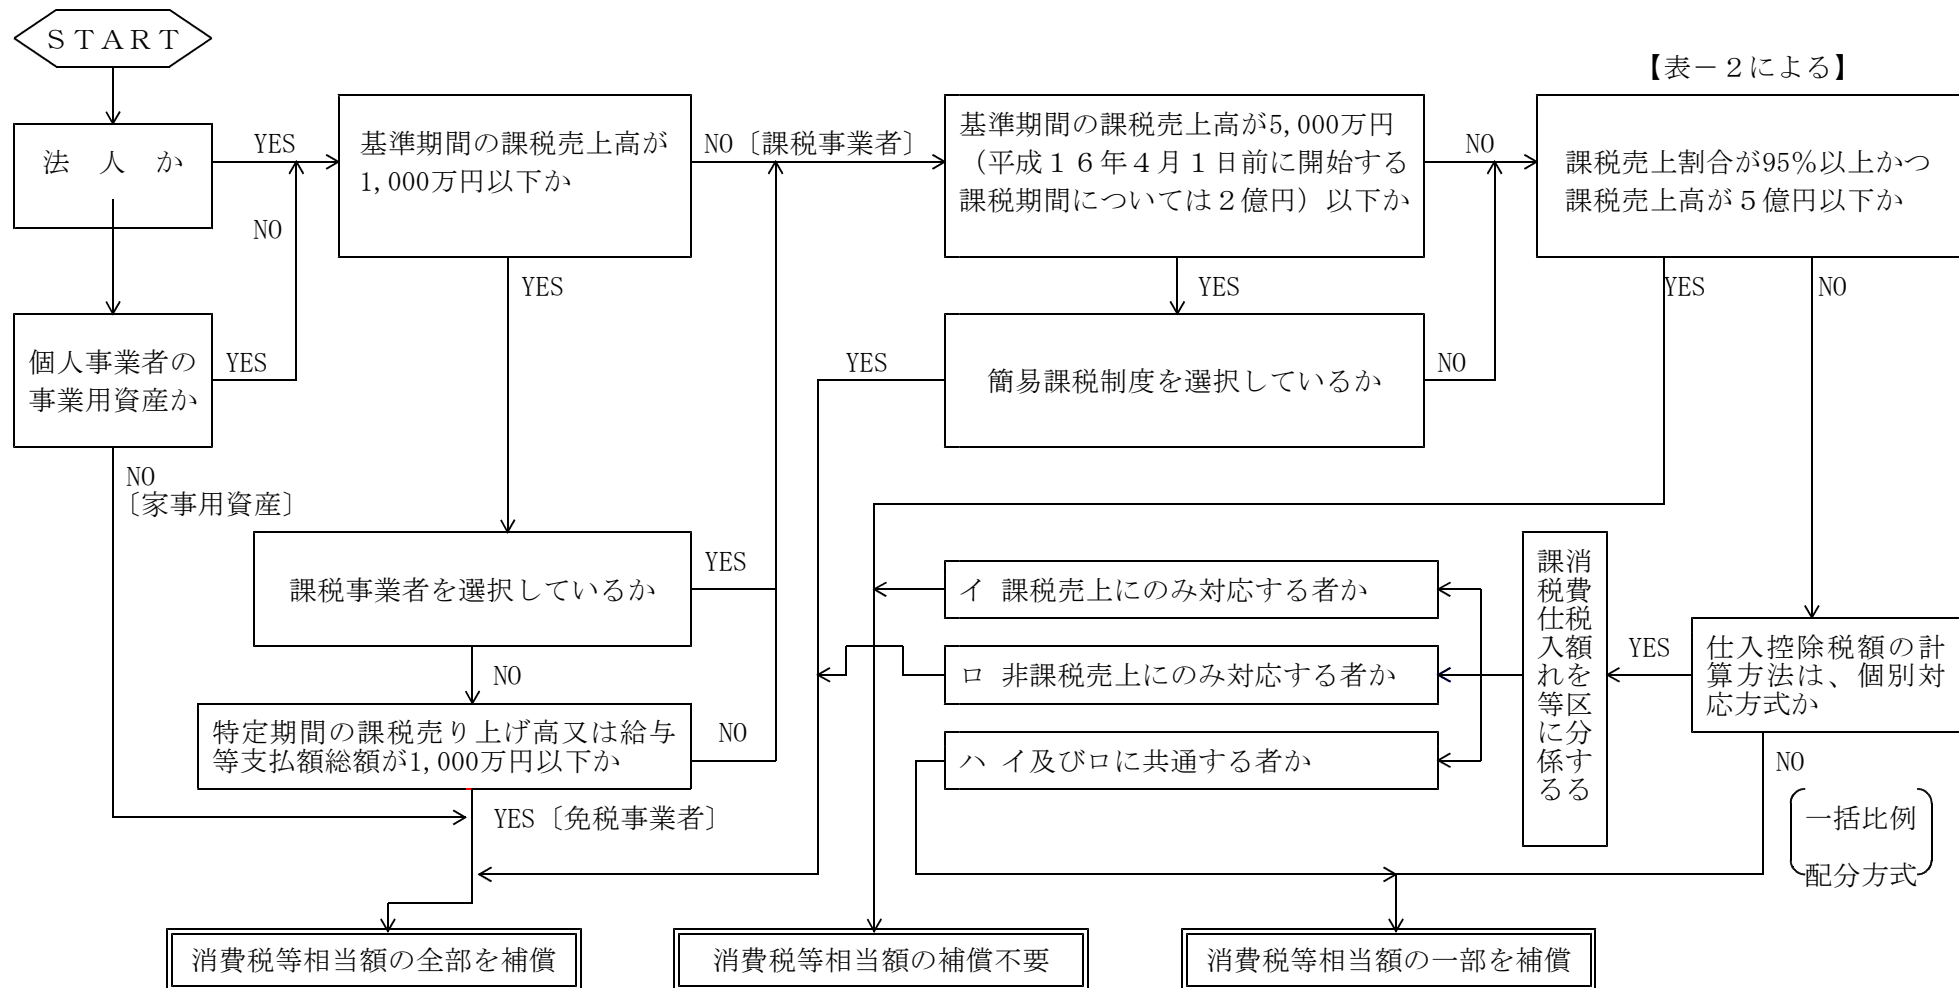 ＳＴＡＲＴ
法　人　か
YES
NO
個人事業者の
事業用資産か
YES
NO
〔家事用資産〕
基準期間の課税売上高が
1,000万円以下か
NO〔課税事業者〕
YES
課税事業者を選択しているか
YES
NO
特定期間の課税売り上げ高又は給与
等支払額総額が1,000万円以下か
NO
YES〔免税事業者〕
基準期間の課税売上高が5,000万円
（平成１６年４月１日前に開始する
課税期間については２億円）以下か
NO
YES
簡易課税制度を選択しているか
YES
NO
【表－２による】
課税売上割合が95％以上かつ
課税売上高が５億円以下か
YES
NO
仕入控除税額の計
算方法は、個別対
応方式か
YES
NO
一括比例
配分方式
消費税額を区分する
課税仕入れ等に係る
イ 課税売上にのみ対応する者か
ロ 非課税売上にのみ対応する者か
ハ イ及びロに共通する者か
消費税等相当額の全部を補償
消費税等相当額の補償不要
消費税等相当額の一部を補償